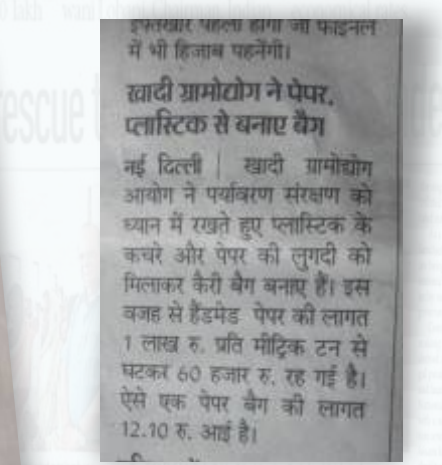 इफ्तेखार पहली होंगी जो फाइनल
में भी हिजाब पहनेंगी।
खादी ग्रामोद्योग ने पेपर,
प्लास्टिक से बनाए बैग
नई दिल्ली | खादी ग्रामोद्योग
आयोग ने पर्यावरण संरक्षण को
ध्यान में रखते हुए प्लास्टिक के
कचरे और पेपर की लुगदी को
मिलाकर कैरी बैग बनाए हैं। इस
वजह से हैंडमेड पेपर की लागत
1 लाख रु. प्रति मीट्रिक टन से
घटकर 60 हजार रु. रह गई है।
ऐसे एक पेपर बैग की लागत
12.10 रु. आई है।